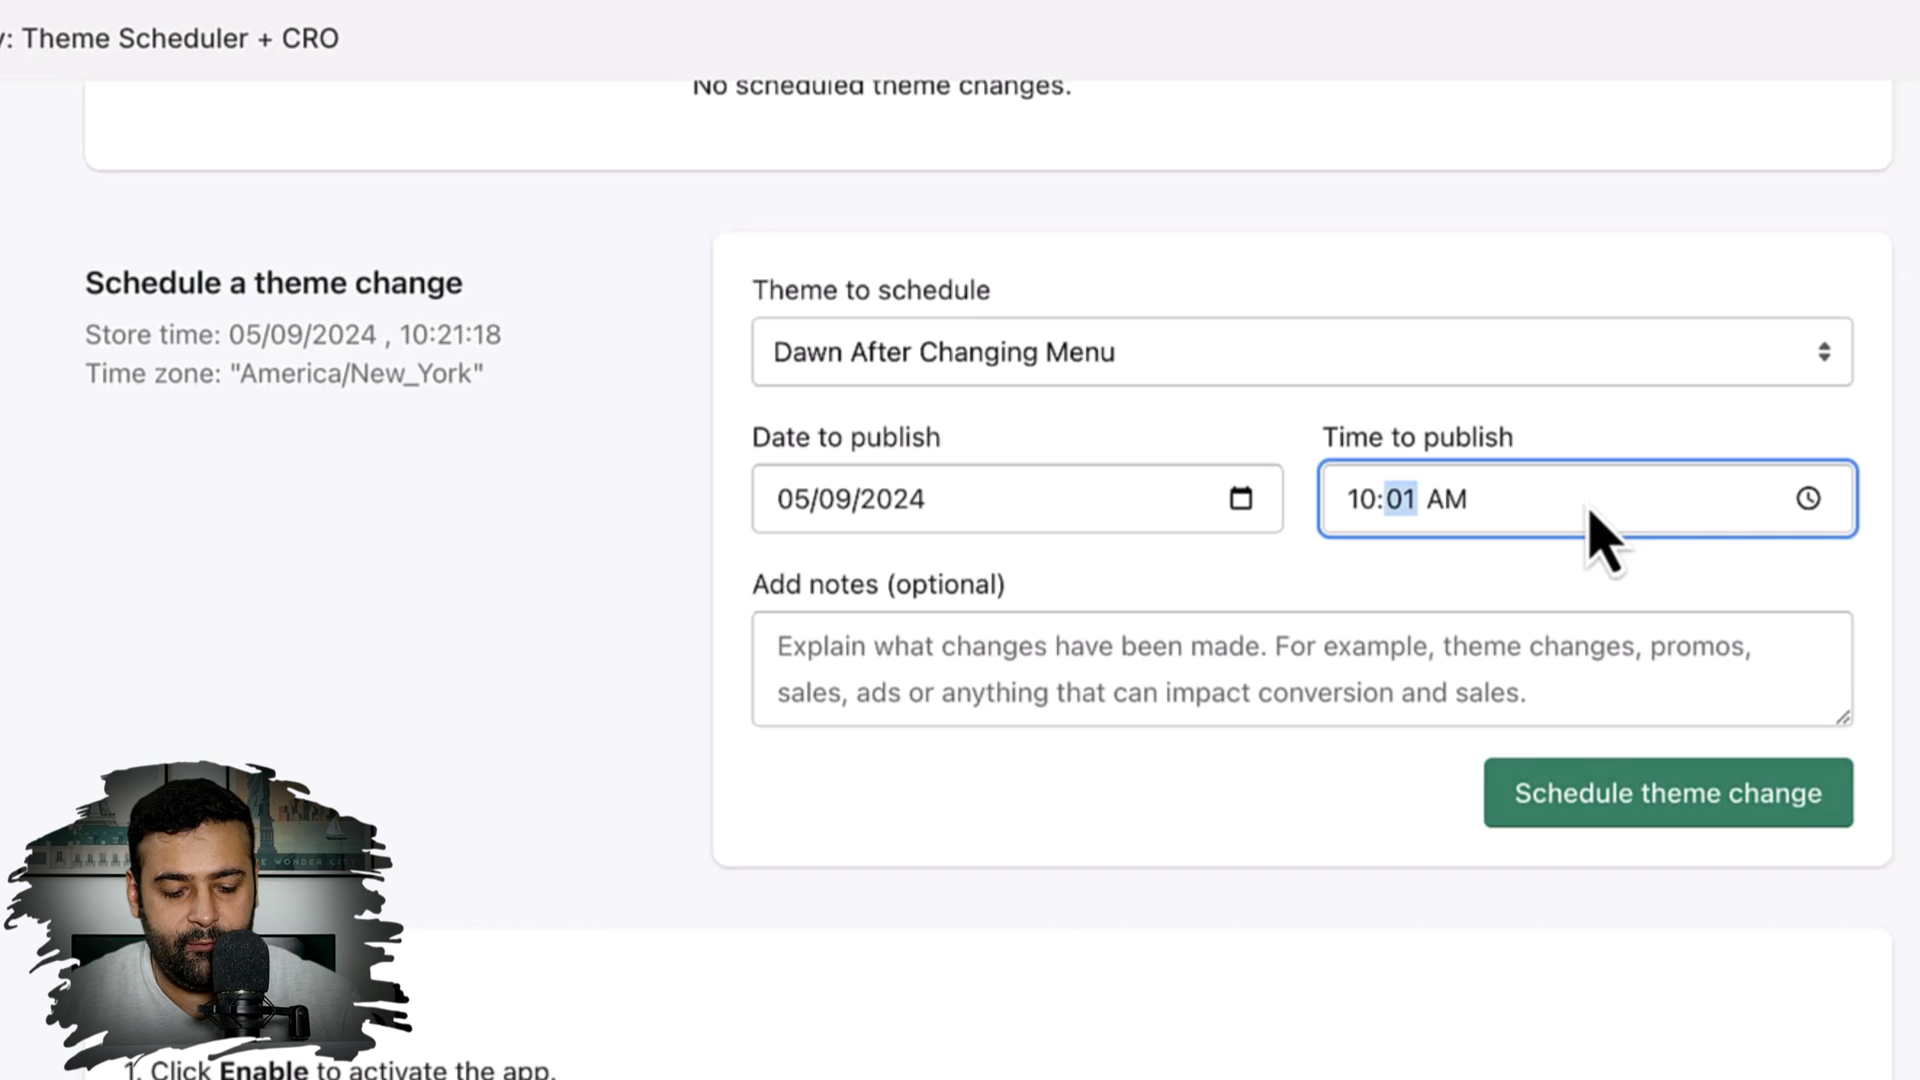 y: Theme Scheduler + CRO
No scheduled theme changes.
Schedule a theme change
Store time: 05/09/2024 , 10:21:18
Time zone: "America/New_York"
Theme to schedule
Dawn After Changing Menu
Date to publish
05/09/2024
Time to publish
10:01 AM
Add notes (optional)
Explain what changes have been made. For example, theme changes, promos,
sales, ads or anything that can impact conversion and sales.
Schedule theme change
E WONDER CITY
1. Click Enable to activate the app.